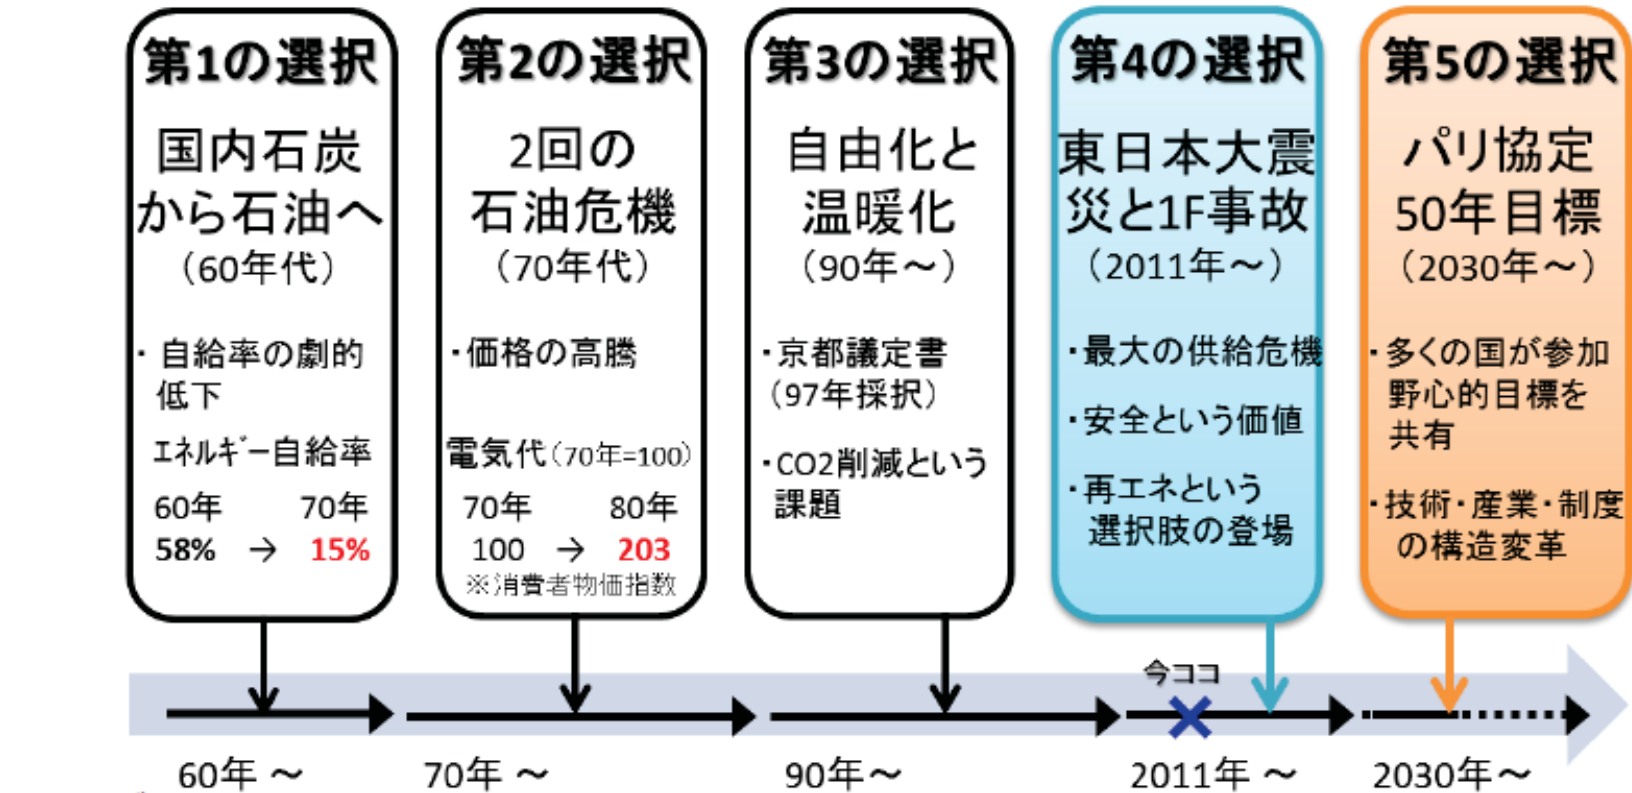 第1の選択
国内石炭
から石油へ
（60年代）
・自給率の劇的
低下
ｴﾈﾙｷﾞｰ自給率
60年 70年
58% → 15%
第2の選択
2回の
石油危機
（70年代）
・価格の高騰
電気代（70年=100）
70年 80年
100 → 203
※消費者物価指数
第3の選択
自由化と
温暖化
（90年～）
・京都議定書
（97年採択）
・CO2削減という
課題
第4の選択
東日本大震
災と1F事故
（2011年～）
・最大の供給危機
・安全という価値
・再エネという
選択肢の登場
第5の選択
パリ協定
50年目標
（2030年～）
・多くの国が参加
野心的目標を
共有
・技術・産業・制度
の構造変革
今ココ
60年～
70年～
90年～
2011年～
2030年～